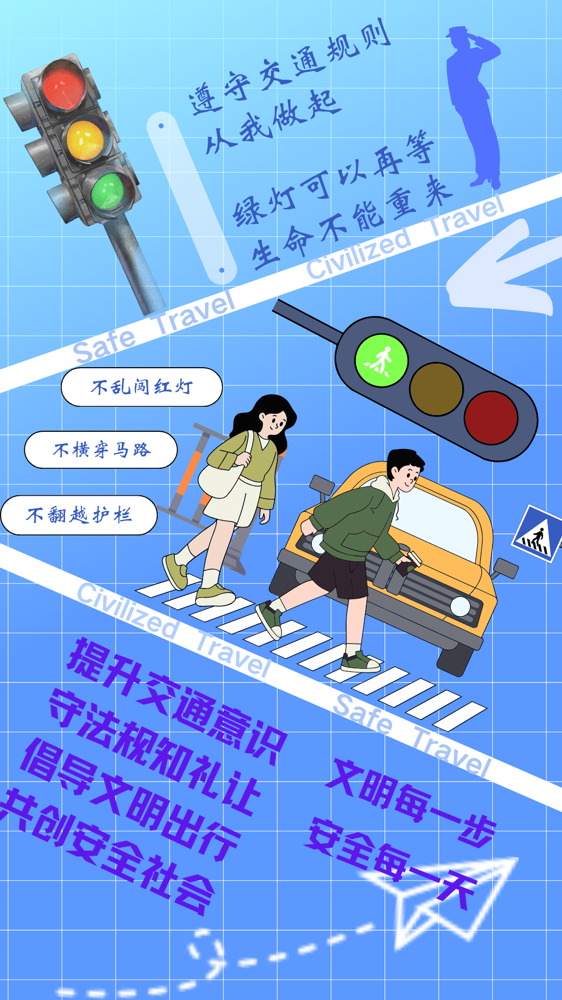 遵守交通规则
从我做起
绿灯可以再等
生命不能重来
Safe Travel
Civilized Travel
不乱闯红灯
不横穿马路
不翻越护栏
Civilized Travel
Safe Travel
提升交通意识
守法规知礼让
倡导文明出行
共创安全社会
文明每一步
安全每一天